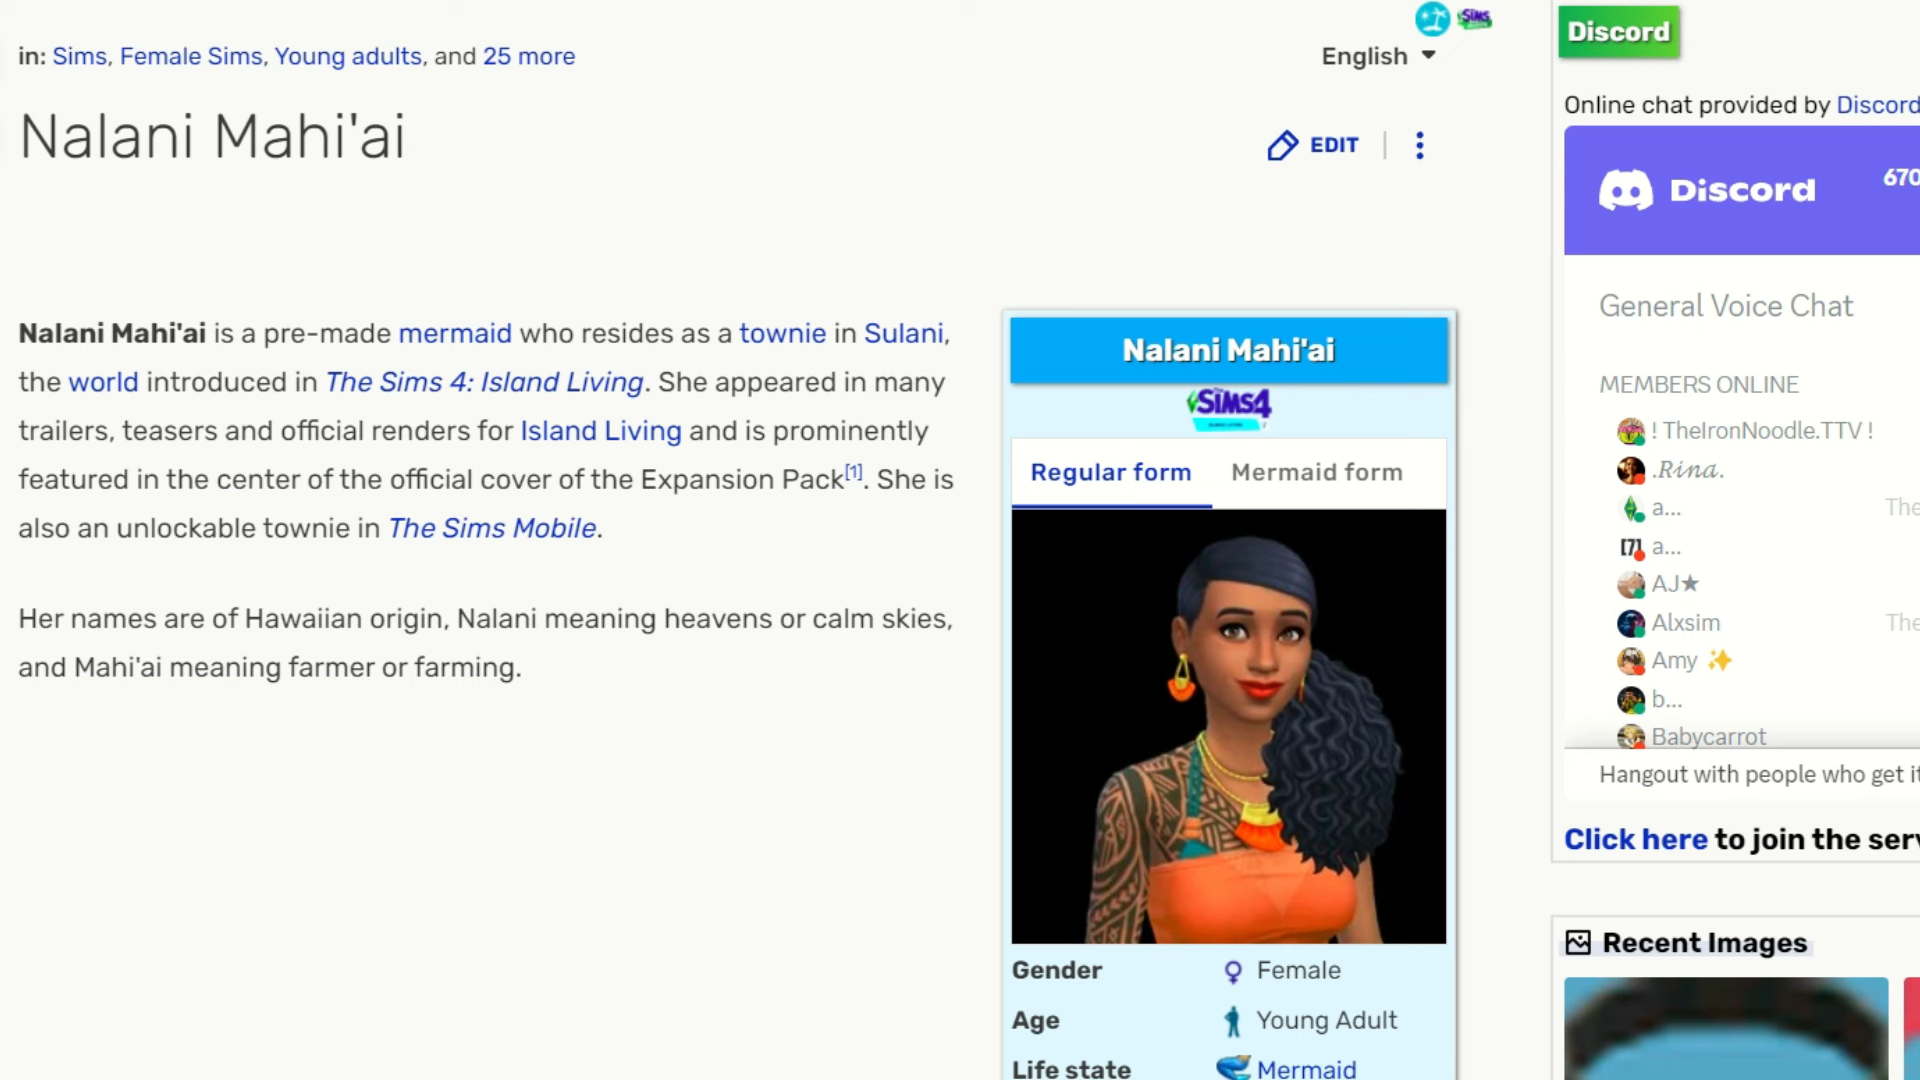 in: Sims, Female Sims, Young adults, and 25 more
SIMS
English
Nalani Mahi'ai
EDIT
Nalani Mahi'ai is a pre-made mermaid who resides as a townie in Sulani,
the world introduced in The Sims 4: Island Living. She appeared in many
trailers, teasers and official renders for Island Living and is prominently
featured in the center of the official cover of the Expansion Pack[1]. She is
also an unlockable townie in The Sims Mobile.
Her names are of Hawaiian origin, Nalani meaning heavens or calm skies,
and Mahi'ai meaning farmer or farming.
Nalani Mahi'ai
The SIMS4
ISLAND LIVING
Regular form
Mermaid form
Gender
Female
Age
Young Adult
Life state
Mermaid
Discord
Online chat provided by Discord
Discord
670
General Voice Chat
MEMBERS ONLINE
! TheIronNoodle.TTV !
.Rina.
a...
The
[7]
a...
AJ★
Alxsim
The
Amy ✨
b...
Babycarrot
Hangout with people who get it
Click here to join the serv
Recent Images